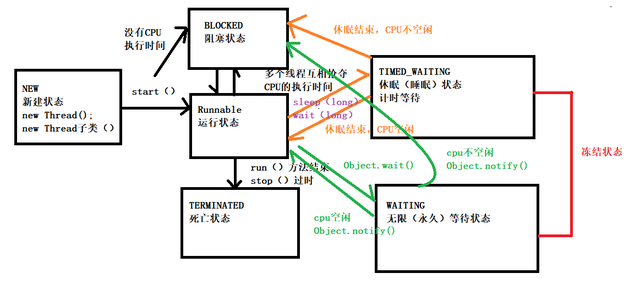 BLOCKED
阻塞状态
没有CPU
执行时间
休眠结束，CPU不空闲
NEW
新建状态
new Thread();
new Thread子类（）
start（）
多个线程互相抢夺
CPU的执行时间
sleep（long）
wait（long）
休眠结束，CPU空闲
Runnable
运行状态
TIMED_WAITING
休眠（睡眠）状态
计时等待
冻结状态
run（）方法结束
stop（）过时
Object.wait()
cpu不空闲
Object.notify()
TERMINATED
死亡状态
cpu空闲
Object.notify()
WAITING
无限（永久）等待状态